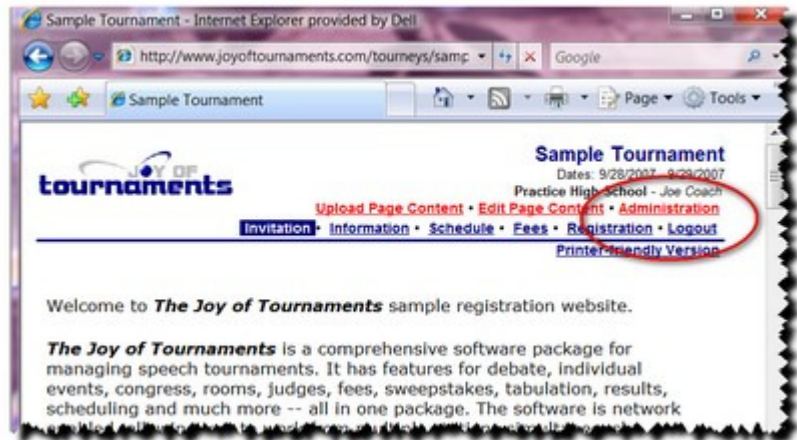 Sample Tournament - Internet Explorer provided by Dell
http://www.joyoftournaments.com/tourneys/samp
Google
Sample Tournament
Page
Tools
JOY OF
tournaments
Sample Tournament
Dates: 9/28/2007 - 9/29/2007
Practice High School - Joe Coach
Upload Page Content • Edit Page Content • Administration
Invitation • Information • Schedule • Fees • Registration • Logout
Printer-friendly Version
Welcome to The Joy of Tournaments sample registration website.
The Joy of Tournaments is a comprehensive software package for
managing speech tournaments. It has features for debate, individual
events, congress, rooms, judges, fees, sweepstakes, tabulation, results,
scheduling and much more -- all in one package. The software is network